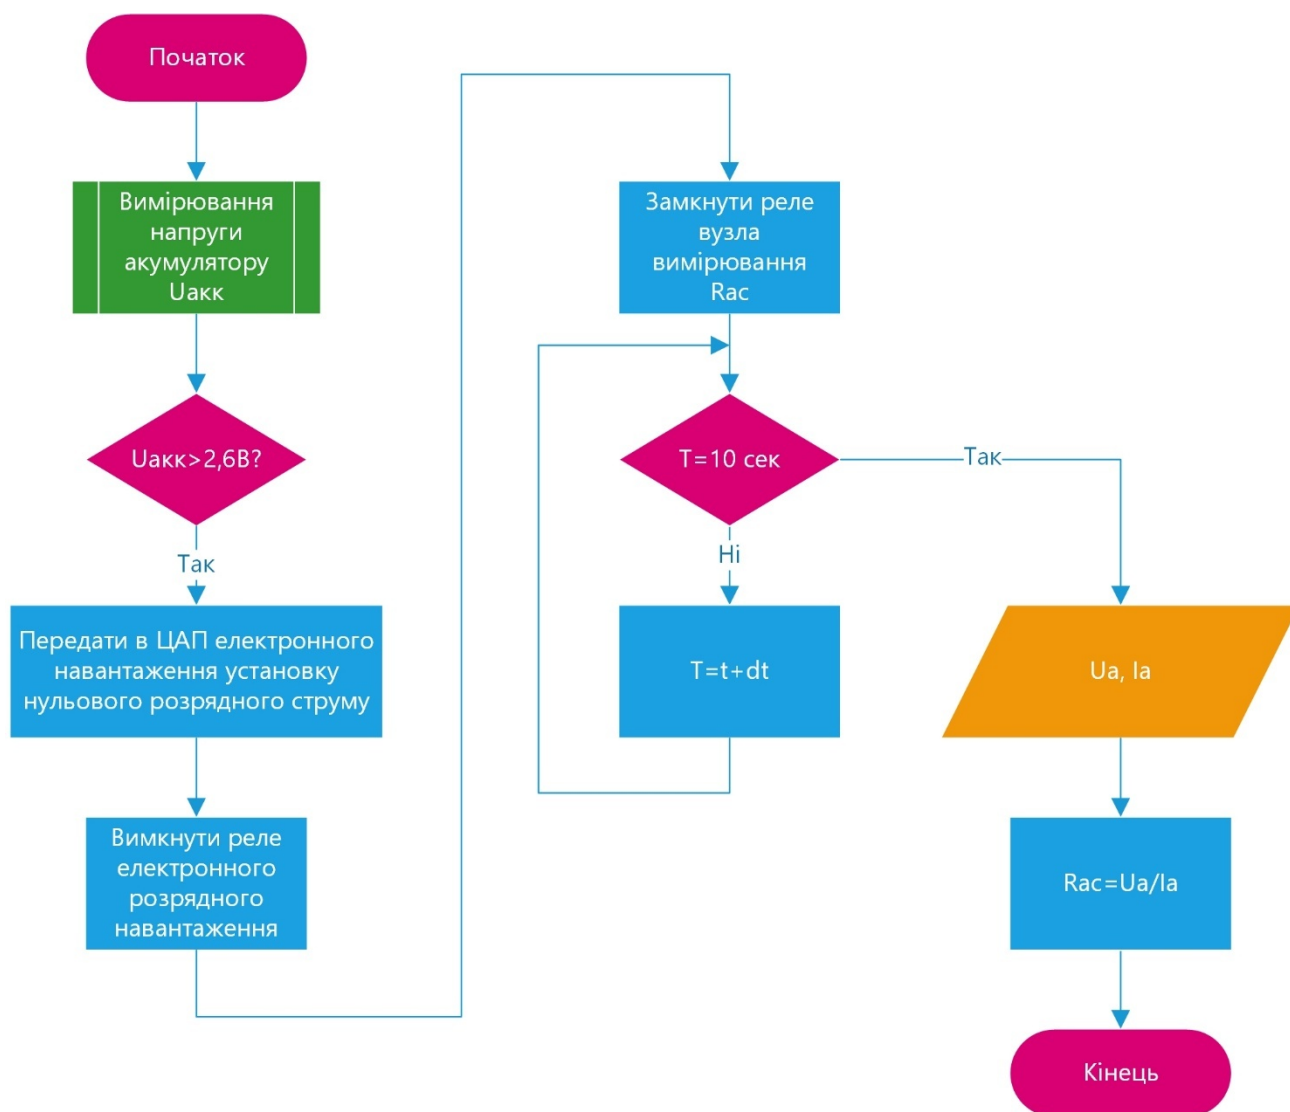 Початок
Вимірювання
напруги
акумулятору
Uакк
Uакк>2,6В?
Так
Передати в ЦАП електронного
навантаження установку
нульового розрядного струму
Вимкнути реле
електронного
розрядного
навантаження
Замкнути реле
вузла
вимірювання
Rac
T=10 сек
Так
Ні
T=t+dt
Ua, Ia
Rac=Ua/Ia
Кінець